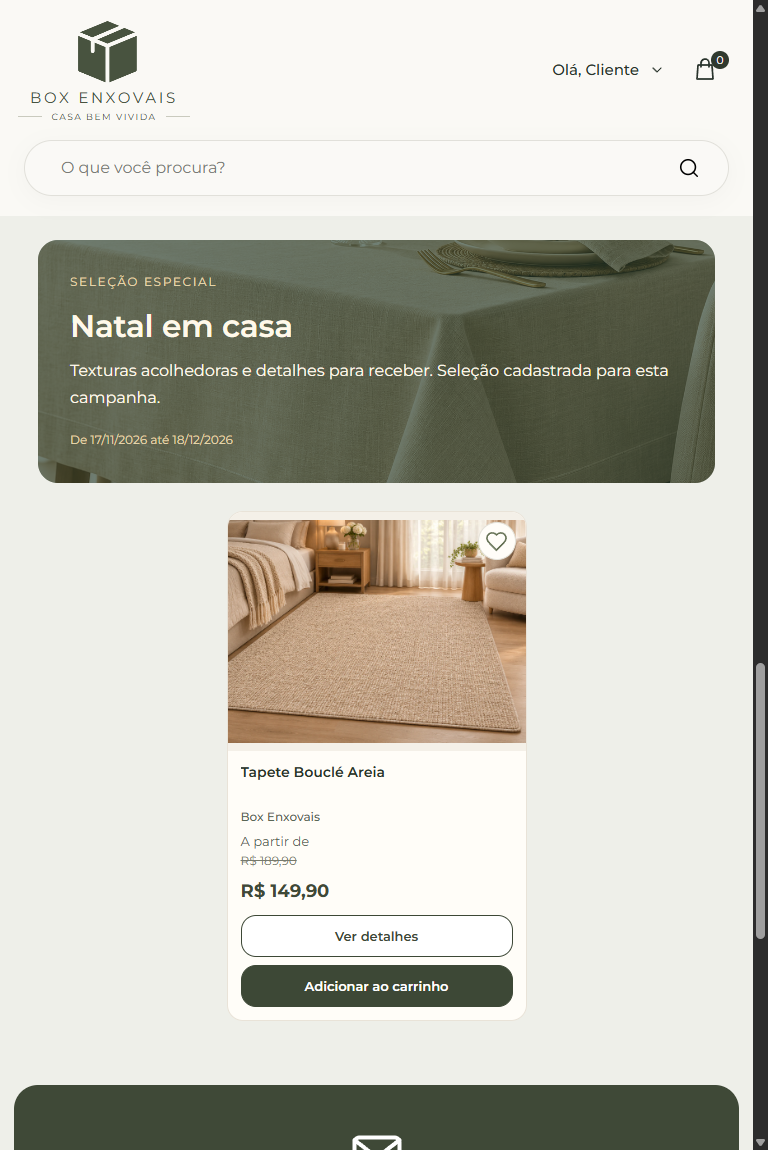 BOX ENXOVAIS
CASA BEM VIVIDA
Olá, Cliente
0
O que você procura?
SELEÇÃO ESPECIAL
Natal em casa
Texturas acolhedoras e detalhes para receber. Seleção cadastrada para esta
campanha.
De 17/11/2026 até 18/12/2026
Tapete Bouclé Areia
Box Enxovais
A partir de
R$ 189,90
R$ 149,90
Ver detalhes
Adicionar ao carrinho